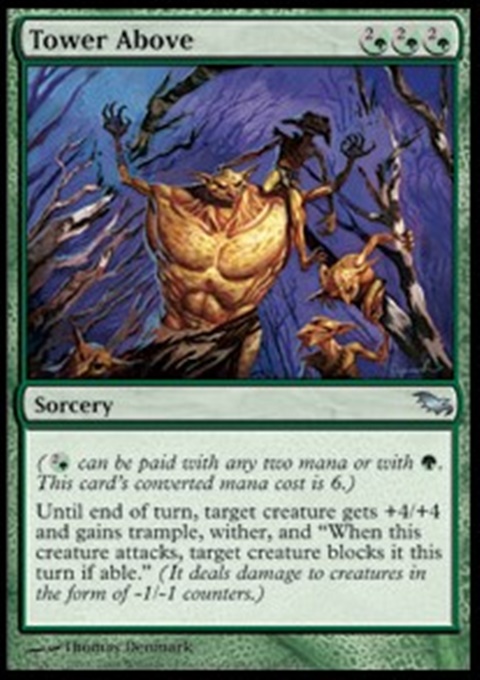 Tower Above
Sorcery
( can be paid with any two mana or with .
This card's converted mana cost is 6.)
Until end of turn, target creature gets +4/+4
and gains trample, wither, and “When this
creature attacks, target creature blocks it this
turn if able.” (It deals damage to creatures in
the form of -1/-1 counters.)
Thomas Denmark